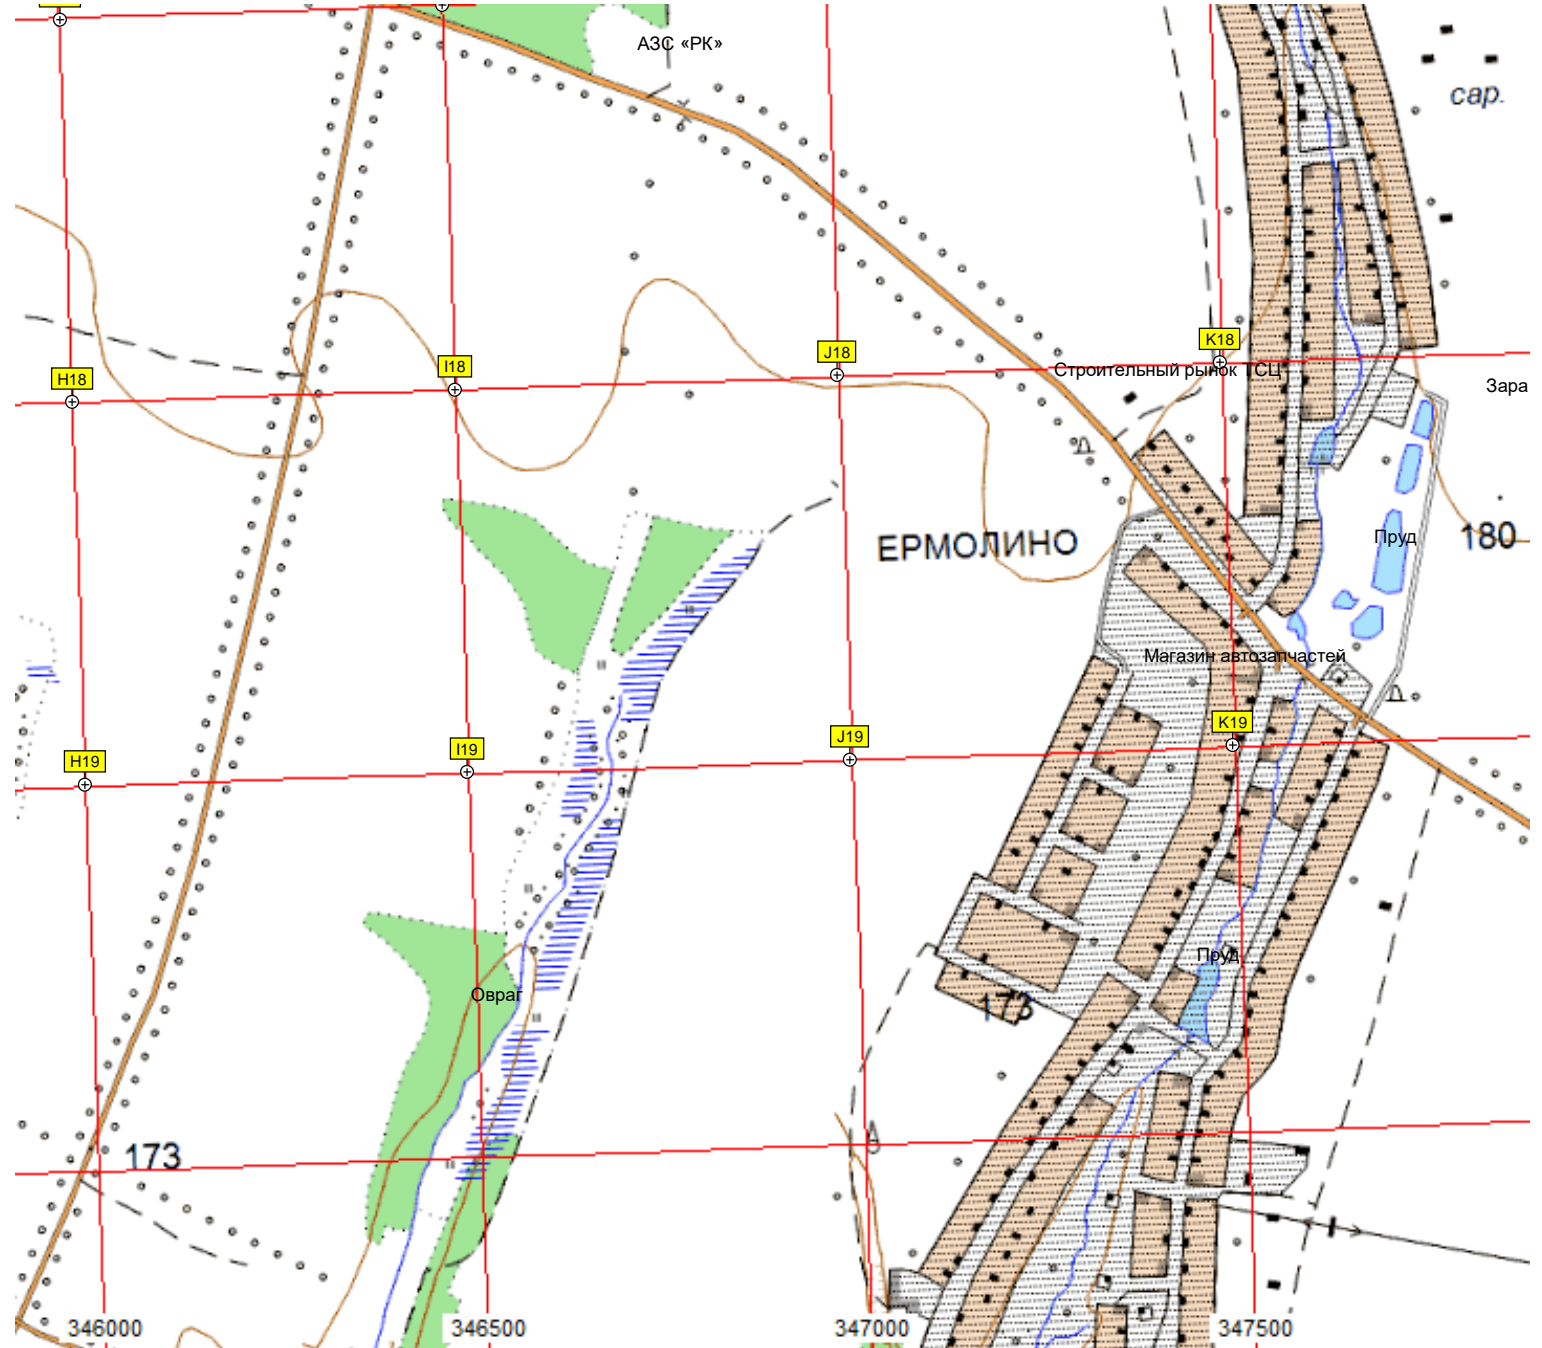 АЗС «РК»
сар.
K18
J18
I18
H18
Строительный рынок ТСЦ
Зара
ЕРМОЛИНО
Пруд
180
Магазин автозапчастей
K19
J19
I19
H19
Пруд
Овраг
173
173
346000
346500
347000
347500